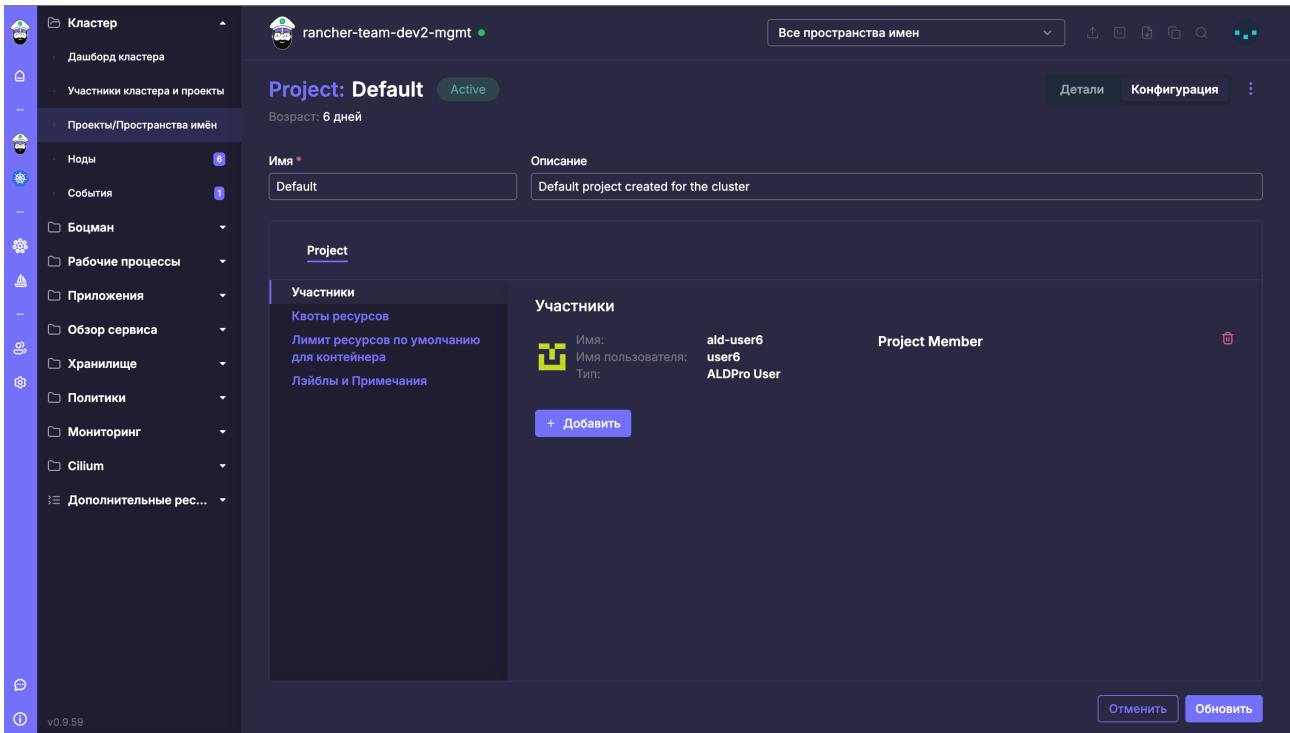 Кластер
Дашборд кластера
Участники кластера и проекты
Проекты/Пространства имён
Ноды 6
События 1
Боцман
Рабочие процессы
Приложения
Обзор сервиса
Хранилище
Политики
Мониторинг
Cilium
Дополнительные рес...
v0.9.59
rancher-team-dev2-mgmt
Все пространства имен
Project: Default Active
Детали Конфигурация
Возраст: 6 дней
Имя * Описание
Default Default project created for the cluster
Project
Участники
Квоты ресурсов
Лимит ресурсов по умолчанию
для контейнера
Лэйблы и Примечания
Участники
Имя: ald-user6 Project Member
Имя пользователя: user6
Тип: ALDPro User
+ Добавить
Отменить Обновить